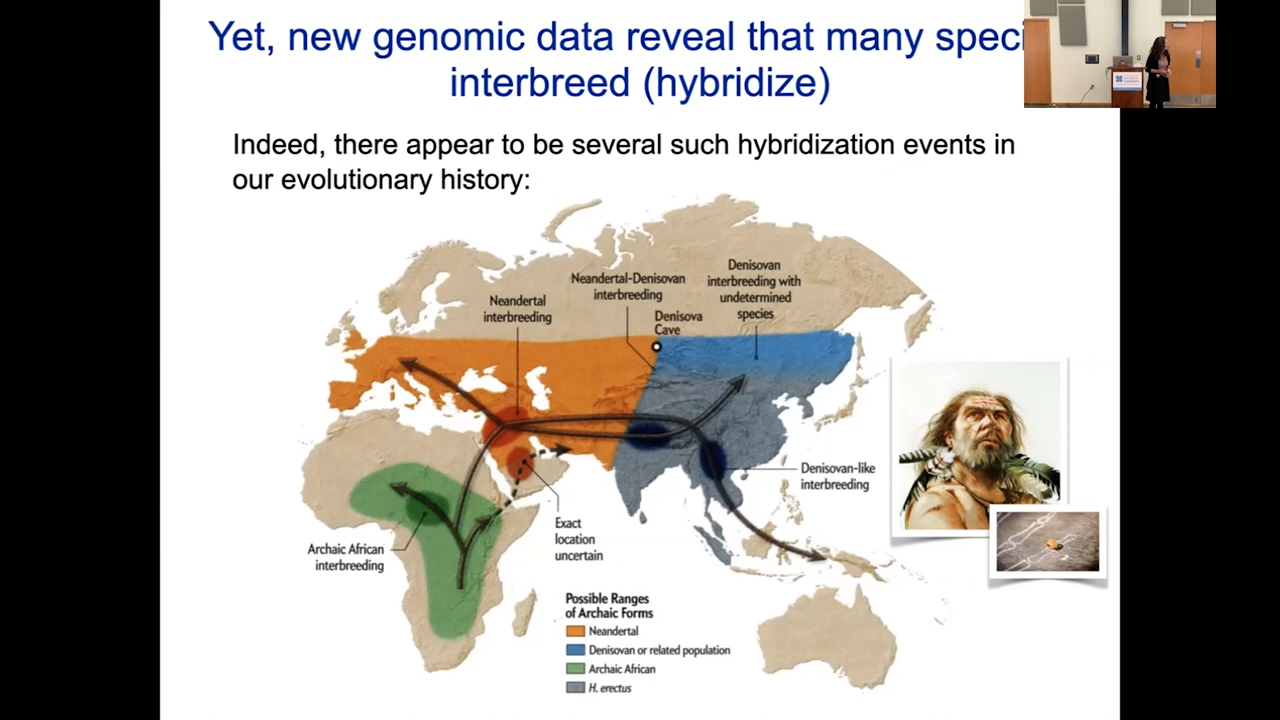 Yet, new genomic data reveal that many speci
interbreed (hybridize)
Indeed, there appear to be several such hybridization events in
our evolutionary history:
Neandertal
interbreeding
Neandertal-Denisovan
interbreeding
Denisovan
interbreeding with
undetermined
species
Denisova
Cave
Denisovan-like
interbreeding
Exact
location
uncertain
Archaic African
interbreeding
Possible Ranges
of Archaic Forms
Neandertal
Denisovan or related population
Archaic African
H. erectus